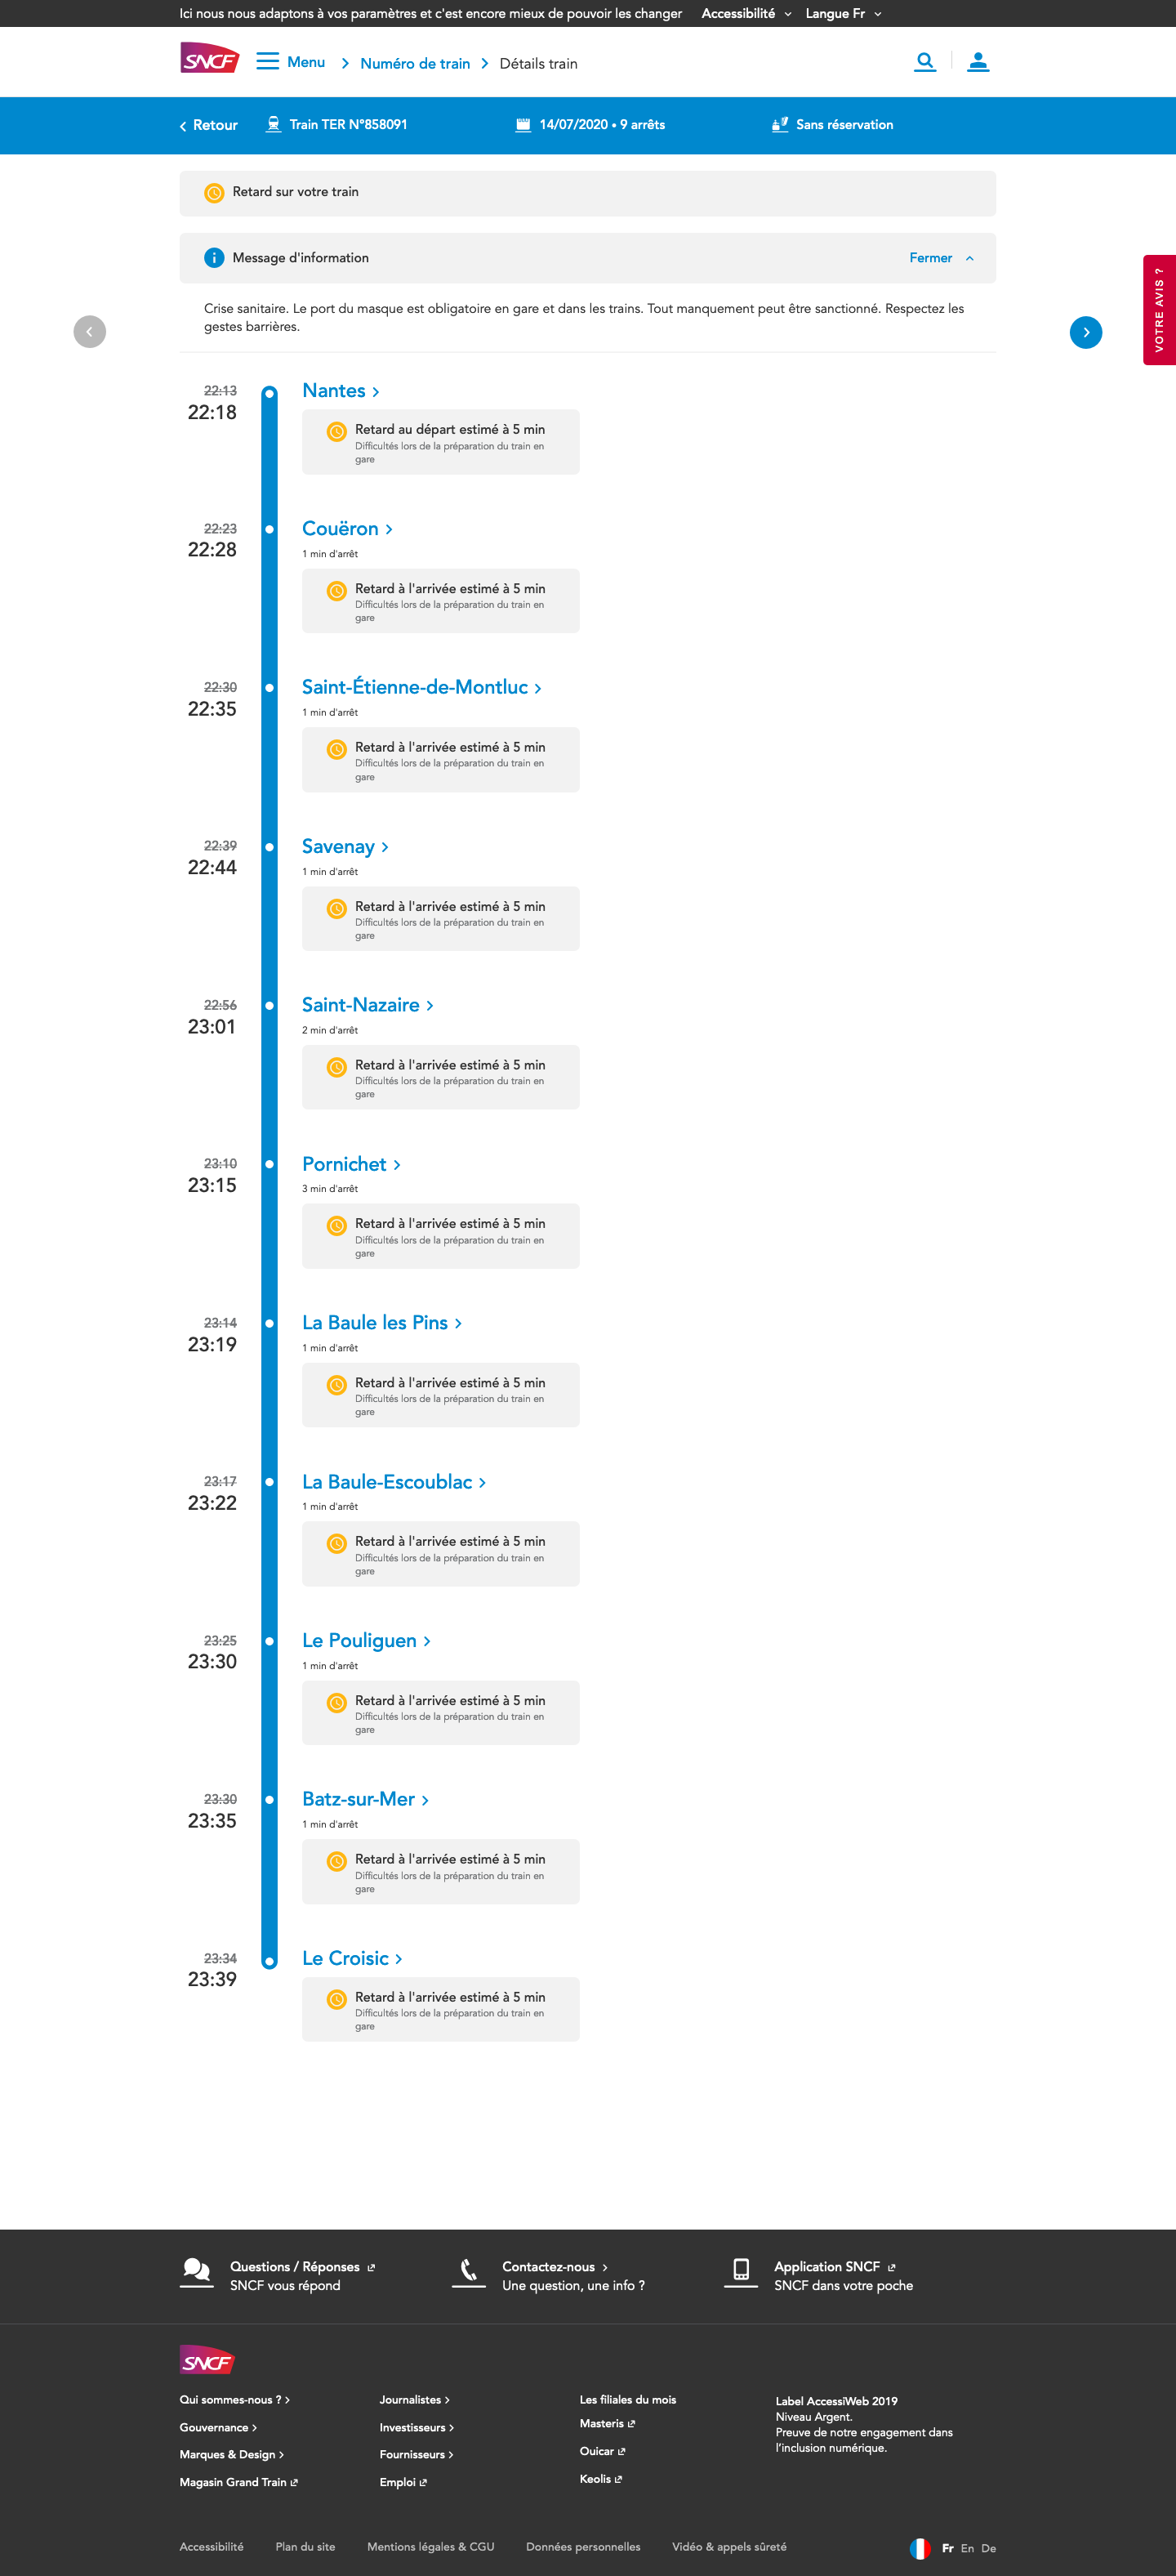 Ici nous nous adaptons à vos paramètres et c'est encore mieux de pouvoir les changer Accessibilité Langue Fr
SNCF Menu Numéro de train Détails train
Retour Train TER N°858091 14/07/2020 • 9 arrêts Sans réservation
Retard sur votre train
Message d'information Fermer
VOTRE AVIS ?
Crise sanitaire. Le port du masque est obligatoire en gare et dans les trains. Tout manquement peut être sanctionné. Respectez les
gestes barrières.
22:13 Nantes
22:18
Retard au départ estimé à 5 min
Difficultés lors de la préparation du train en
gare
22:23 Couëron
22:28
1 min d'arrêt
Retard à l'arrivée estimé à 5 min
Difficultés lors de la préparation du train en
gare
22:30 Saint-Étienne-de-Montluc
22:35
1 min d'arrêt
Retard à l'arrivée estimé à 5 min
Difficultés lors de la préparation du train en
gare
22:39 Savenay
22:44
1 min d'arrêt
Retard à l'arrivée estimé à 5 min
Difficultés lors de la préparation du train en
gare
22:56 Saint-Nazaire
23:01
2 min d'arrêt
Retard à l'arrivée estimé à 5 min
Difficultés lors de la préparation du train en
gare
23:10 Pornichet
23:15
3 min d'arrêt
Retard à l'arrivée estimé à 5 min
Difficultés lors de la préparation du train en
gare
23:14 La Baule les Pins
23:19
1 min d'arrêt
Retard à l'arrivée estimé à 5 min
Difficultés lors de la préparation du train en
gare
23:17 La Baule-Escoublac
23:22
1 min d'arrêt
Retard à l'arrivée estimé à 5 min
Difficultés lors de la préparation du train en
gare
23:25 Le Pouliguen
23:30
1 min d'arrêt
Retard à l'arrivée estimé à 5 min
Difficultés lors de la préparation du train en
gare
23:30 Batz-sur-Mer
23:35
1 min d'arrêt
Retard à l'arrivée estimé à 5 min
Difficultés lors de la préparation du train en
gare
23:34 Le Croisic
23:39
Retard à l'arrivée estimé à 5 min
Difficultés lors de la préparation du train en
gare
Questions / Réponses Contactez-nous Application SNCF
SNCF vous répond Une question, une info ? SNCF dans votre poche
SNCF
Qui sommes-nous ?
Gouvernance
Marques & Design
Magasin Grand Train
Journalistes
Investisseurs
Fournisseurs
Emploi
Les filiales du mois
Masteris
Ouicar
Keolis
Label AccessiWeb 2019
Niveau Argent.
Preuve de notre engagement dans
l'inclusion numérique.
Accessibilité Plan du site Mentions légales & CGU Données personnelles Vidéo & appels sûreté Fr En De